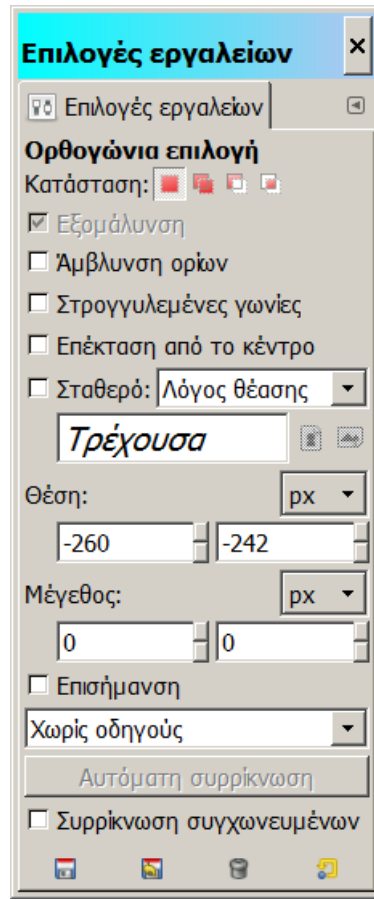 Επιλογές εργαλείων
Επιλογές εργαλείων
Ορθογώνια επιλογή
Κατάσταση:
Εξομάλυνση
Άμβλυνση ορίων
Στρογγυλεμένες γωνίες
Επέκταση από το κέντρο
Σταθερό: Λόγος θέασης
Τρέχουσα
Θέση: px
-260 -242
Μέγεθος: px
0 0
Επισήμανση
Χωρίς οδηγούς
Αυτόματη συρρίκνωση
Συρρίκνωση συγχωνευμένων